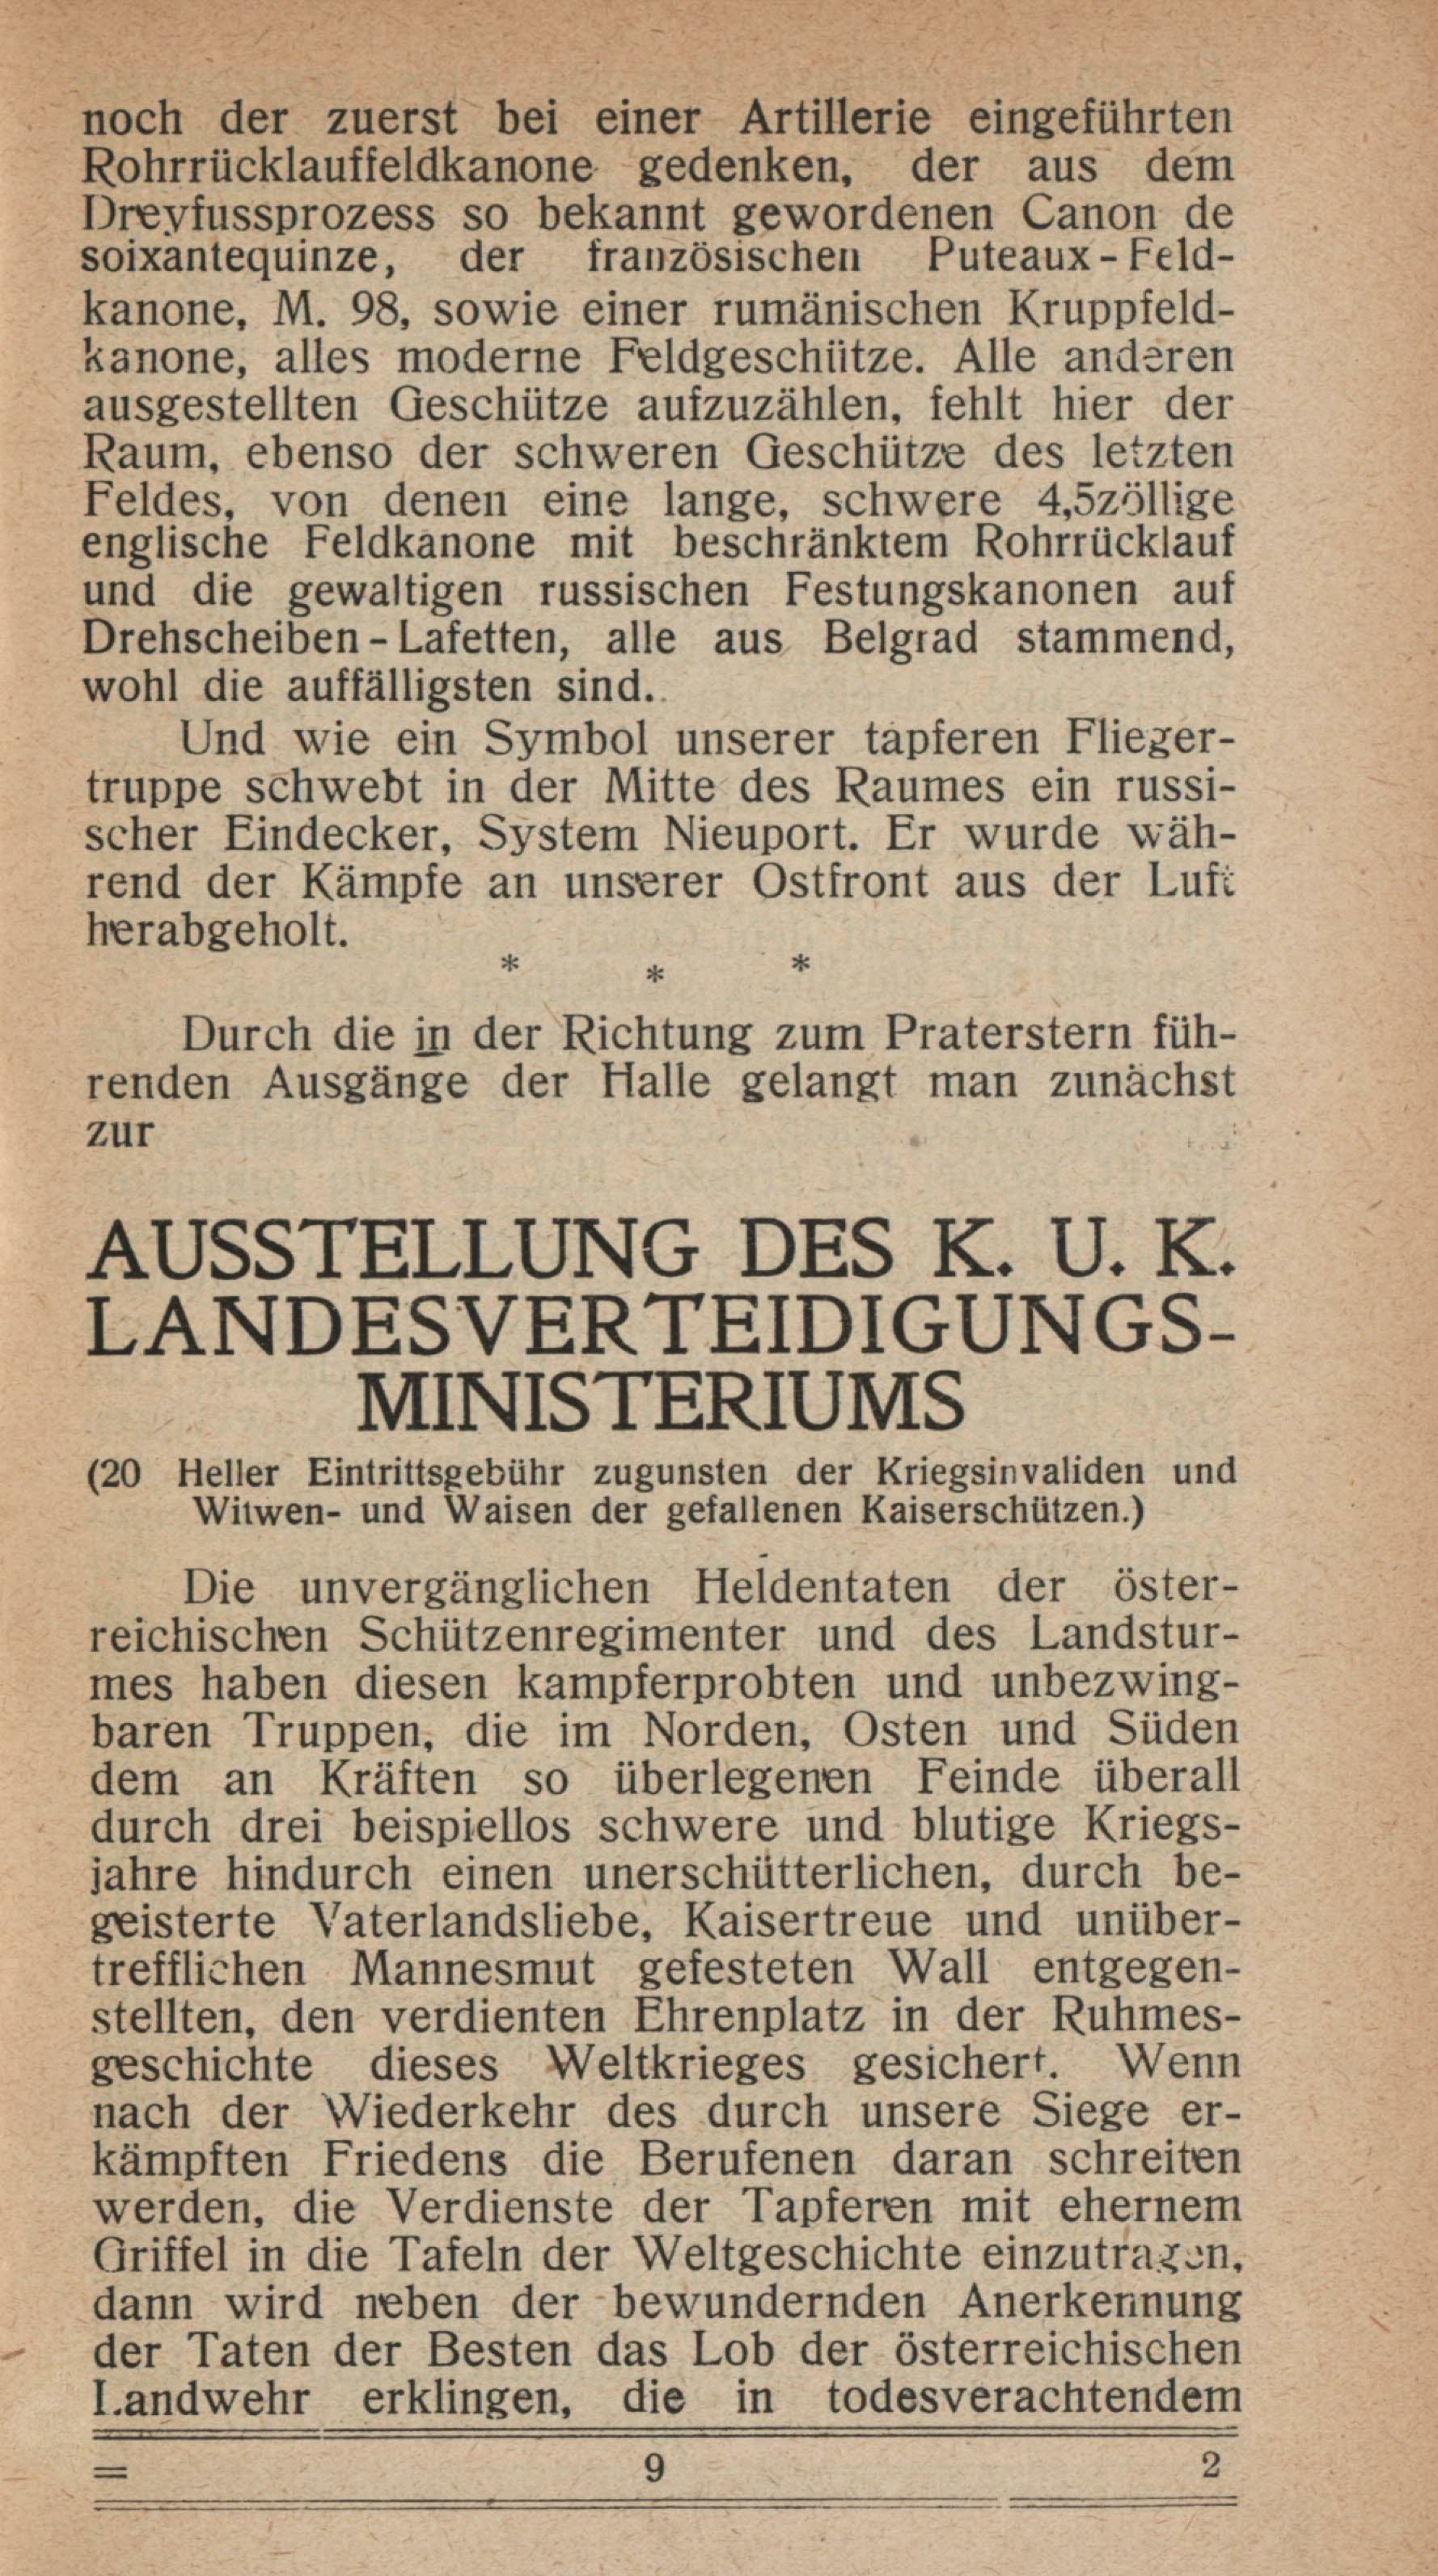 noch der zuerst bei einer Artillerie eingeführten
Rohrrücklauffeldkanone gedenken, der aus dem
Dreyfussprozess so bekannt gewordenen Canon de
soixantequinze, der französischen Puteaux-Feld-
kanone, M. 98, sowie einer rumänischen Kruppfeld-
kanone, alles moderne Feldgeschütze. Alle anderen
ausgestellten Geschütze aufzuzählen, fehlt hier der
Raum, ebenso der schweren Geschütze des letzten
Feldes, von denen eine lange, schwere 4,5zöllige
englische Feldkanone mit beschränktem Rohrrücklauf
und die gewaltigen russischen Festungskanonen auf
Drehscheiben-Lafetten, alle aus Belgrad stammend,
wohl die auffälligsten sind.
Und wie ein Symbol unserer tapferen Flieger-
truppe schwebt in der Mitte des Raumes ein russi-
scher Eindecker, System Nieuport. Er wurde wäh-
rend der Kämpfe an unserer Ostfront aus der Luft
herabgeholt.
* * *
Durch die in der Richtung zum Praterstern füh-
renden Ausgänge der Halle gelangt man zunächst
zur
AUSSTELLUNG DES K. U. K.
LANDESVERTEIDIGUNGS-
MINISTERIUMS
(20 Heller Eintrittsgebühr zugunsten der Kriegsinvaliden und
Witwen- und Waisen der gefallenen Kaiserschützen.)
Die unvergänglichen Heldentaten der öster-
reichischen Schützenregimenter und des Landstur-
mes haben diesen kampferprobten und unbezwing-
baren Truppen, die im Norden, Osten und Süden
dem an Kräften so überlegenen Feinde überall
durch drei beispiellos schwere und blutige Kriegs-
jahre hindurch einen unerschütterlichen, durch be-
geisterte Vaterlandsliebe, Kaisertreue und unüber-
trefflichen Mannesmut gefesteten Wall entgegen-
stellten, den verdienten Ehrenplatz in der Ruhmes-
geschichte dieses Weltkrieges gesichert. Wenn
nach der Wiederkehr des durch unsere Siege er-
kämpften Friedens die Berufenen daran schreiten
werden, die Verdienste der Tapferen mit ehernem
Griffel in die Tafeln der Weltgeschichte einzutragen,
dann wird neben der bewundernden Anerkennung
der Taten der Besten das Lob der österreichischen
Landwehr erklingen, die in todesverachtendem
= 9 2